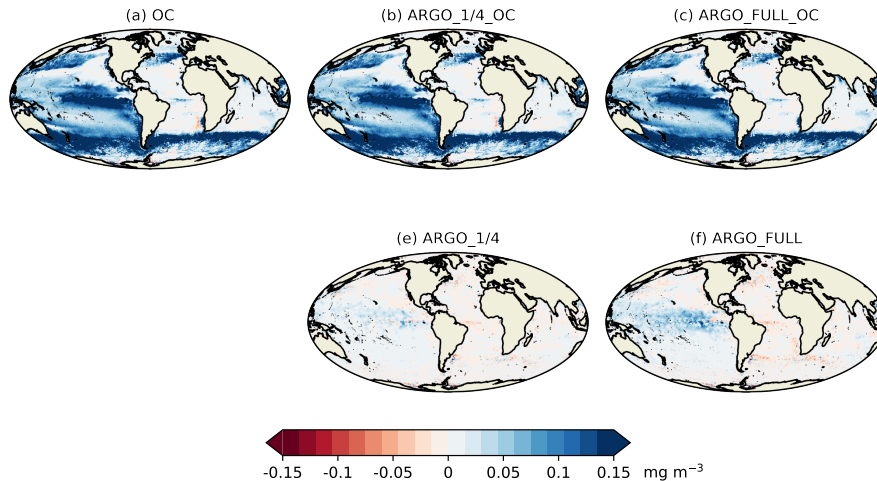 (a) OC
(b) ARGO_1/4_OC
(c) ARGO_FULL_OC
(e) ARGO_1/4
(f) ARGO_FULL
-0.15 -0.1 -0.05 0 0.05 0.1 0.15 mg m⁻³